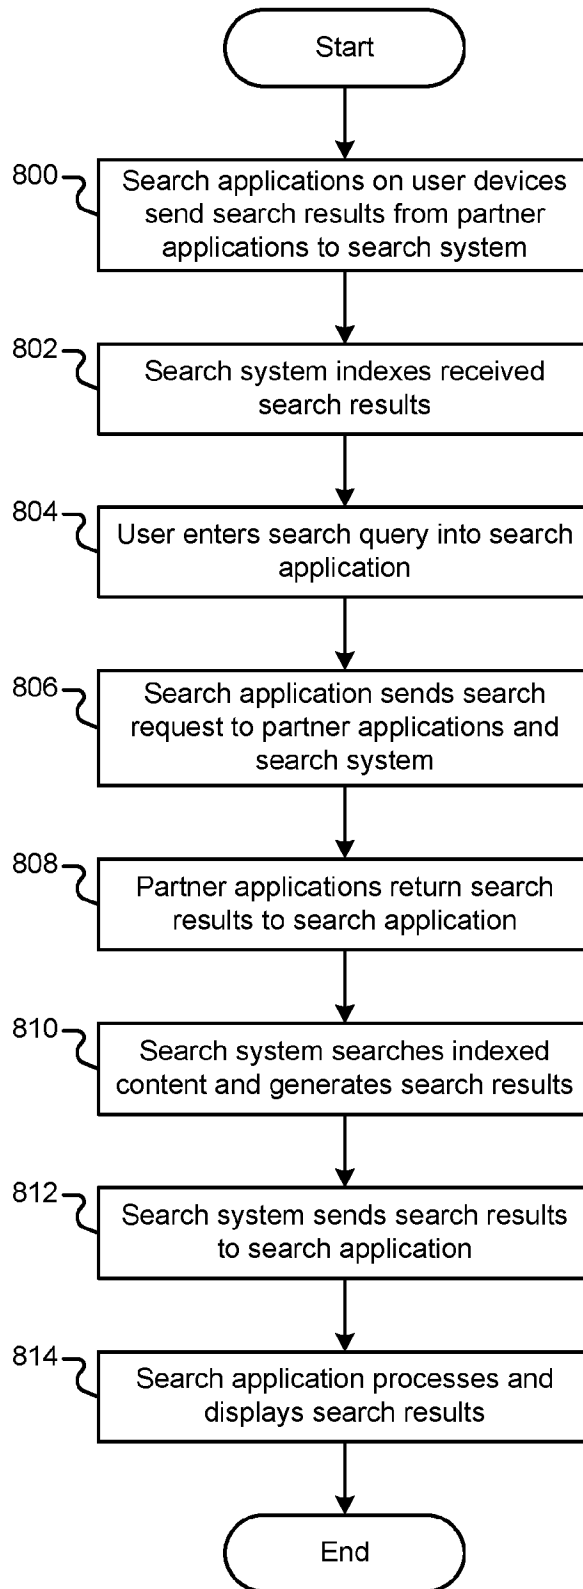 Start
800
Search applications on user devices
send search results from partner
applications to search system
802
Search system indexes received
search results
804
User enters search query into search
application
806
Search application sends search
request to partner applications and
search system
808
Partner applications return search
results to search application
810
Search system searches indexed
content and generates search results
812
Search system sends search results
to search application
814
Search application processes and
displays search results
End